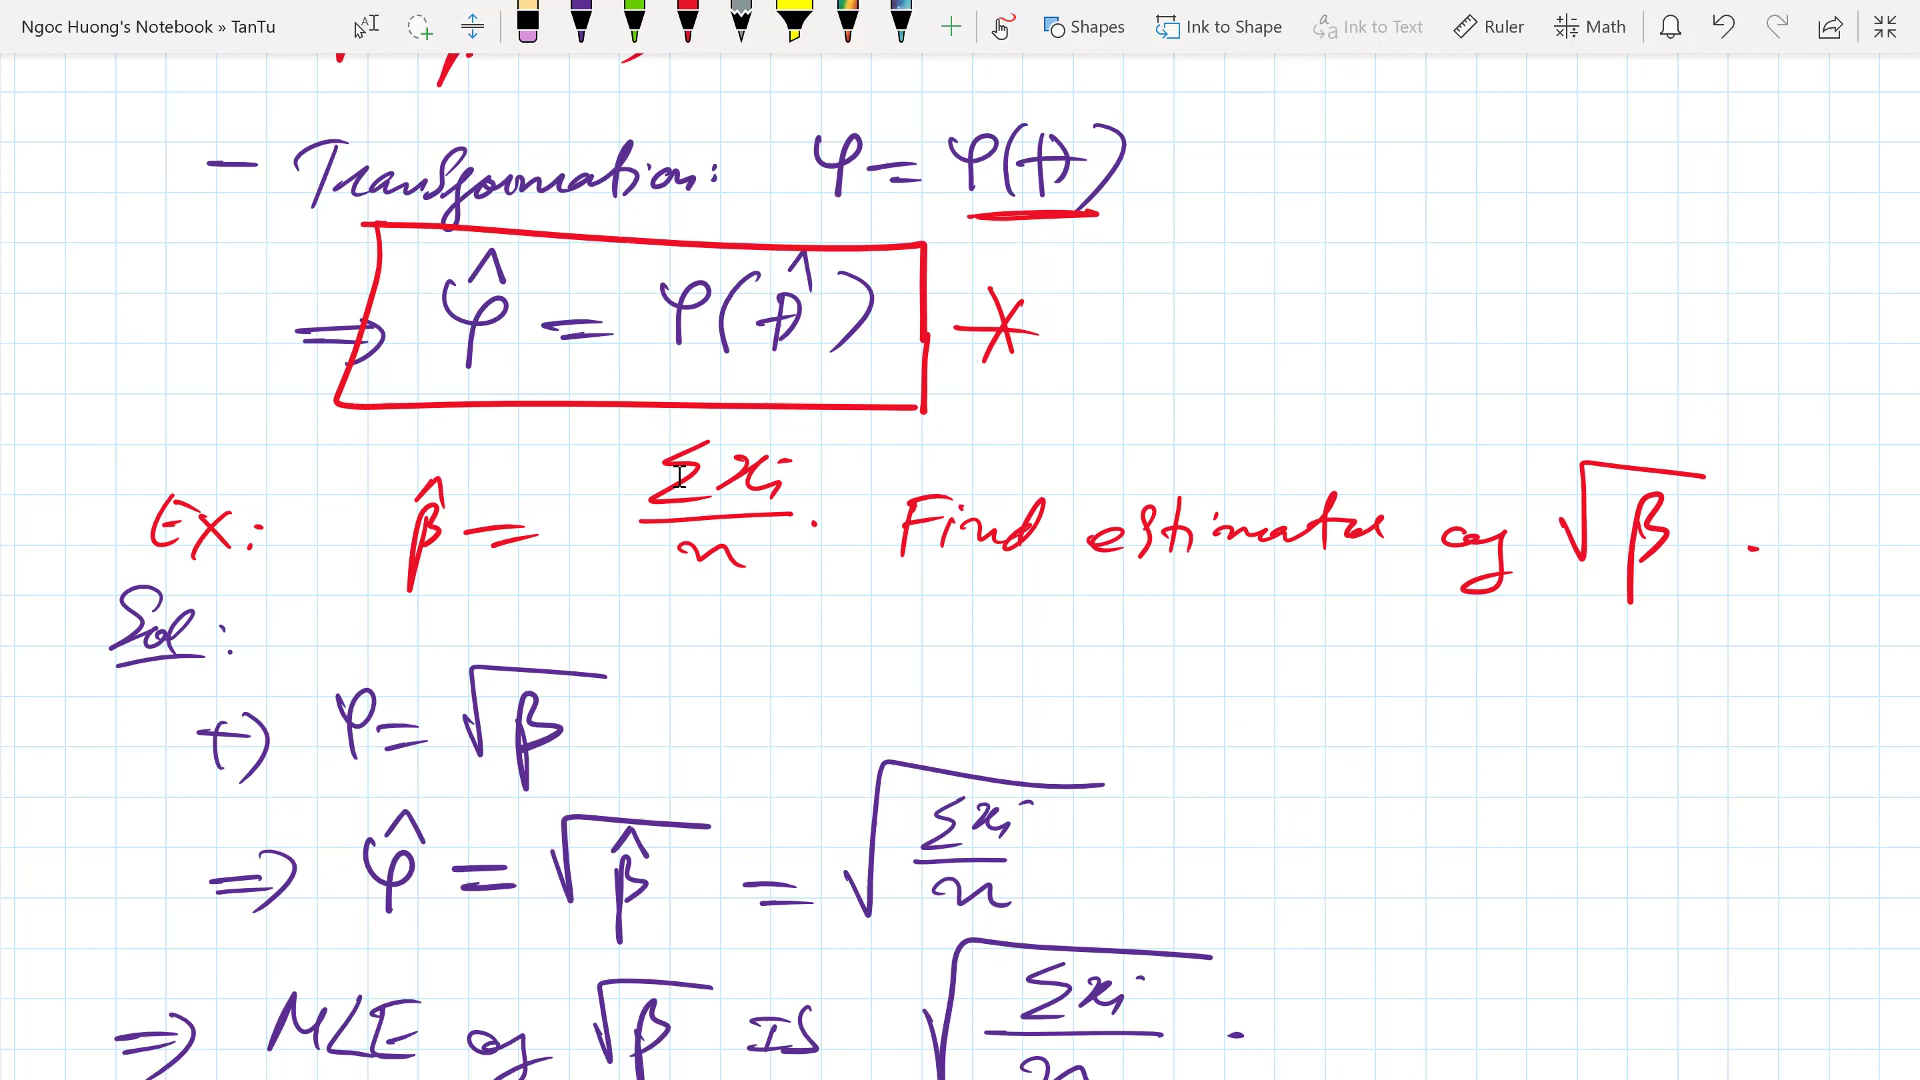 Ngoc Huong's Notebook » TanTu
Shapes Ink to Shape Ink to Text Ruler Math
- Transformation: φ = φ(θ)
⇒ φ̂ = φ(θ̂) *
EX: β̂ = Σxi / n . Find estimator of √β .
Sol:
+) φ = √β
⇒ φ̂ = √β̂ = √(Σxi / n)
⇒ MLE of √β IS √(Σxi / n) .